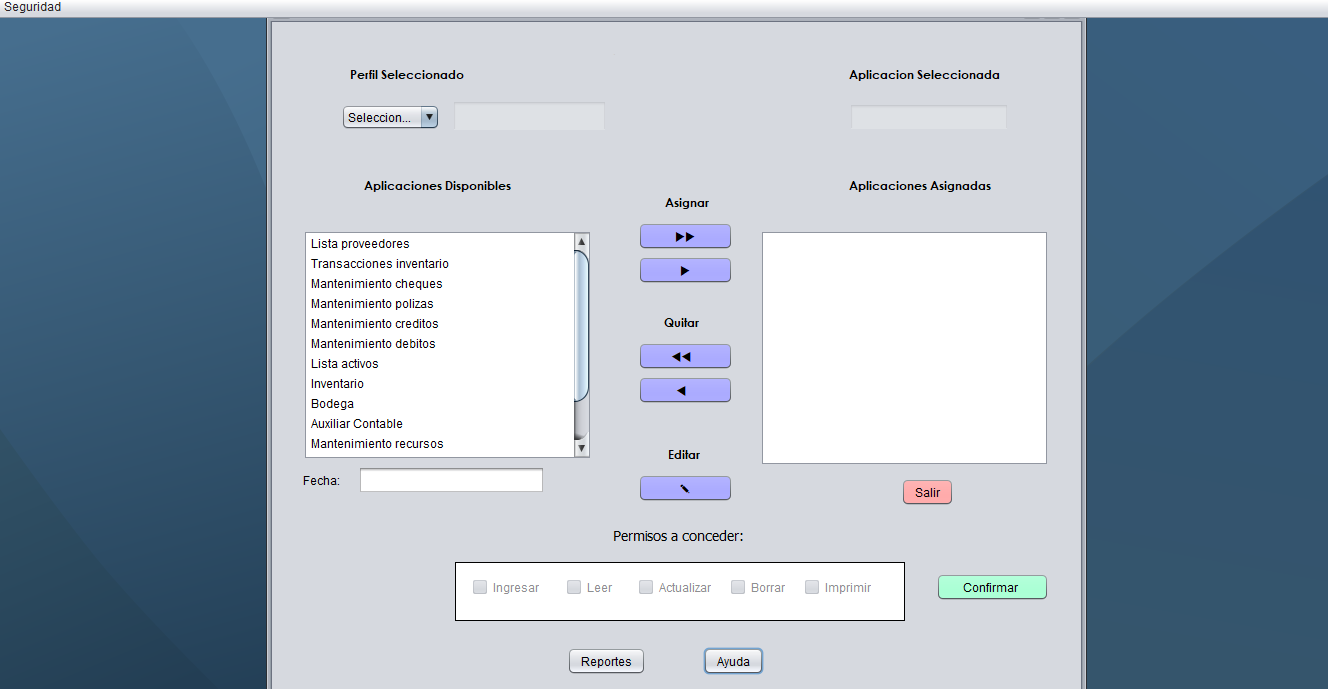 Seguridad
Perfil Seleccionado
Aplicacion Seleccionada
Seleccion...
Aplicaciones Disponibles
Aplicaciones Asignadas
Asignar
Lista proveedores
Transacciones inventario
Mantenimiento cheques
Mantenimiento polizas
Mantenimiento creditos
Mantenimiento debitos
Lista activos
Inventario
Bodega
Auxiliar Contable
Mantenimiento recursos
Quitar
Editar
Fecha:
Salir
Permisos a conceder:
Ingresar Leer Actualizar Borrar Imprimir
Confirmar
Reportes
Ayuda